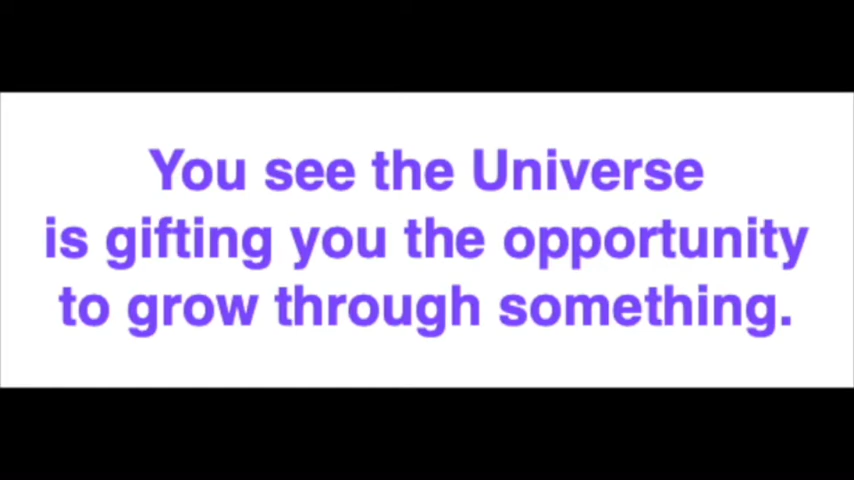 You see the Universe
is gifting you the opportunity
to grow through something.